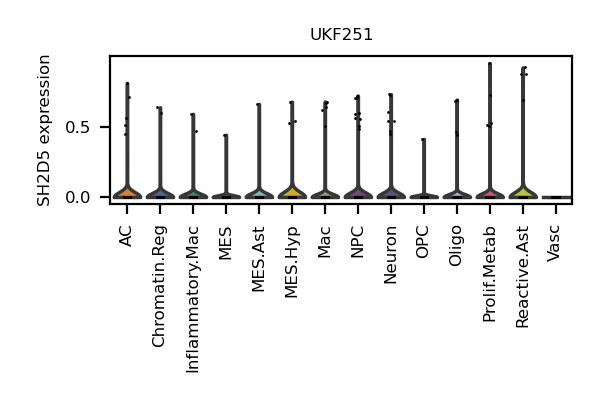 UKF251
SH2D5 expression
0.5
0.0
AC
Chromatin.Reg
Inflammatory.Mac
MES
MES.Ast
MES.Hyp
Mac
NPC
Neuron
OPC
Oligo
Prolif.Metab
Reactive.Ast
Vasc